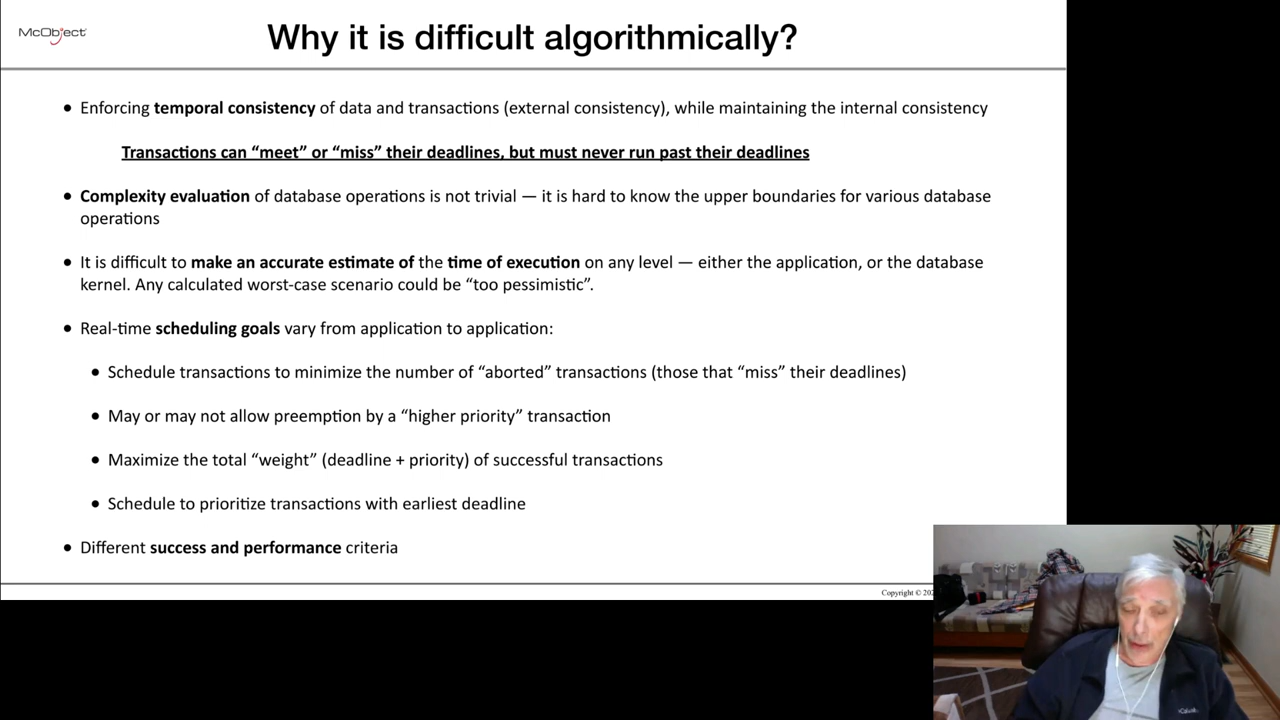 McObject
Why it is difficult algorithmically?
● Enforcing temporal consistency of data and transactions (external consistency), while maintaining the internal consistency
Transactions can “meet” or “miss” their deadlines, but must never run past their deadlines
● Complexity evaluation of database operations is not trivial — it is hard to know the upper boundaries for various database
operations
● It is difficult to make an accurate estimate of the time of execution on any level — either the application, or the database
kernel. Any calculated worst-case scenario could be “too pessimistic”.
● Real-time scheduling goals vary from application to application:
● Schedule transactions to minimize the number of “aborted” transactions (those that “miss” their deadlines)
● May or may not allow preemption by a “higher priority” transaction
● Maximize the total “weight” (deadline + priority) of successful transactions
● Schedule to prioritize transactions with earliest deadline
● Different success and performance criteria
Copyright ©